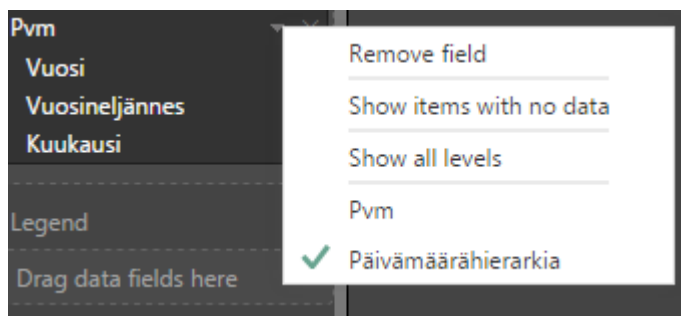 Pvm
Vuosi
Vuosineljännes
Kuukausi
Legend
Drag data fields here
Remove field
Show items with no data
Show all levels
Pvm
Päivämäärähierarkia